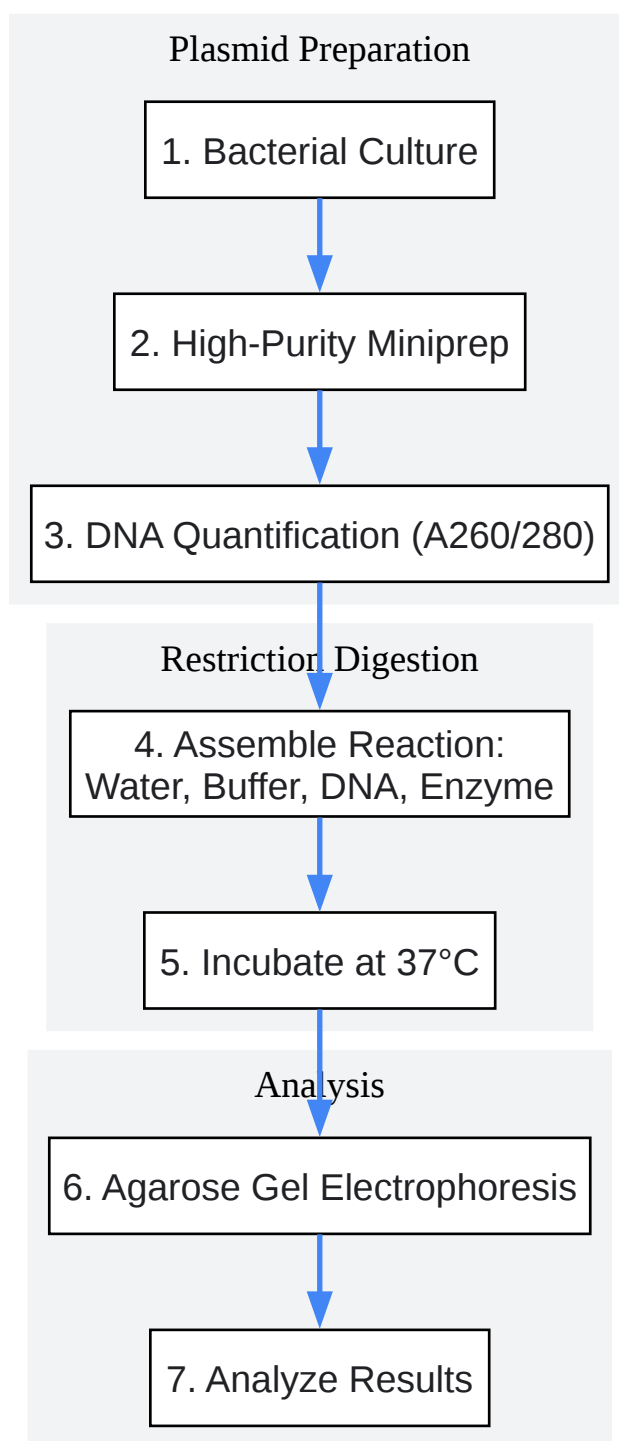 Plasmid Preparation
1. Bacterial Culture
2. High-Purity Miniprep
3. DNA Quantification (A260/280)
Restriction Digestion
4. Assemble Reaction:
Water, Buffer, DNA, Enzyme
5. Incubate at 37°C
Analysis
6. Agarose Gel Electrophoresis
7. Analyze Results